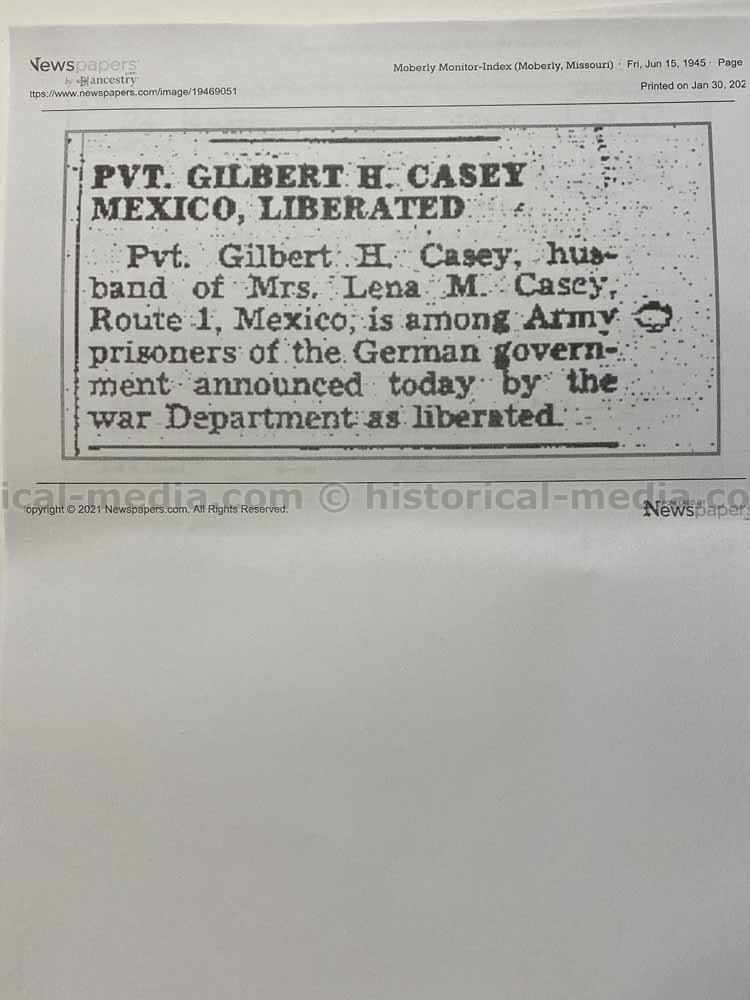 Newspapers
by ancestry
ttps://www.newspapers.com/image/19469051
Moberly Monitor-Index (Moberly, Missouri) · Fri, Jun 15, 1945 · Page
Printed on Jan 30, 202
PVT. GILBERT H. CASEY
MEXICO, LIBERATED
Pvt. Gilbert H. Casey, hus-
band of Mrs. Lena M. Casey,
Route 1, Mexico, is among Army
prisoners of the German govern-
ment announced today by the
war Department as liberated.
ical-media.com © historical-media.co
opyright © 2021 Newspapers.com. All Rights Reserved.
POWERED BY
Newspapers